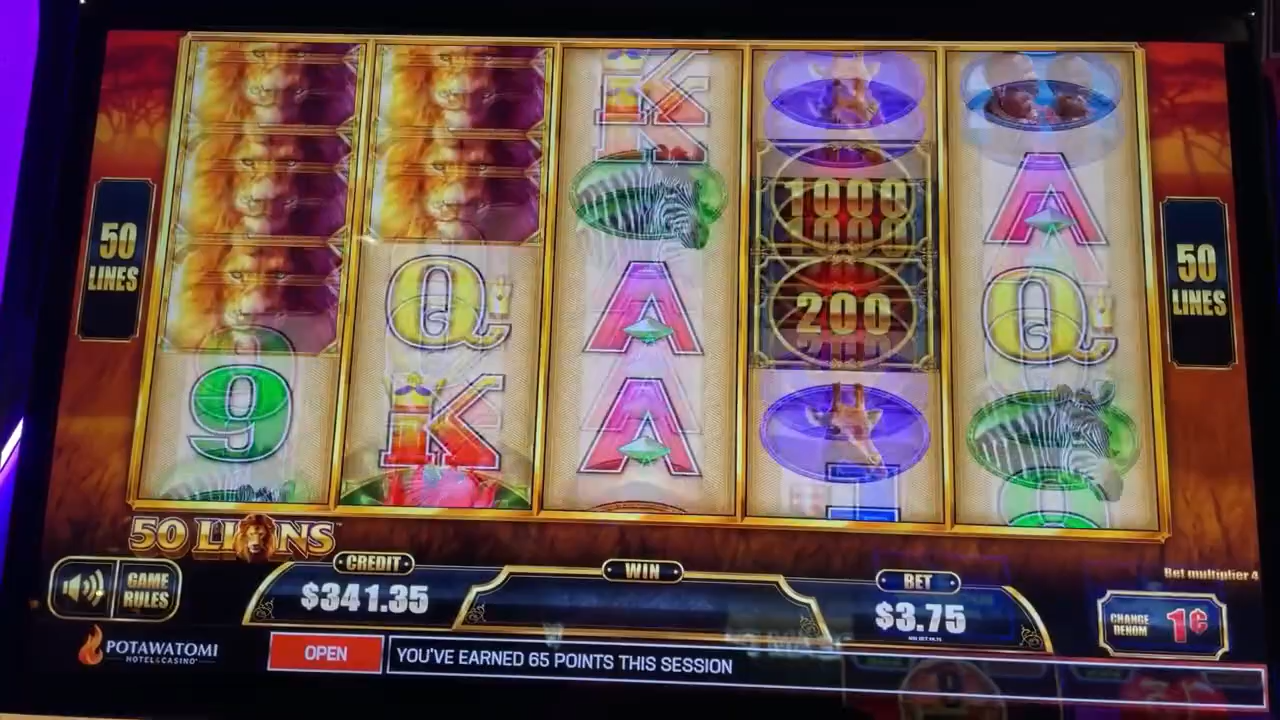 K
1000
A
50
LINES
200
Q
A
Q
50
LINES
9
K
A
50 LIONS™
CREDIT
WIN
BET
GAME
RULES
$341.35
$3.75
Bet multiplier 4
CHANGE
DENOM
1¢
POTAWATOMI
HOTEL & CASINO
OPEN
YOU'VE EARNED 65 POINTS THIS SESSION